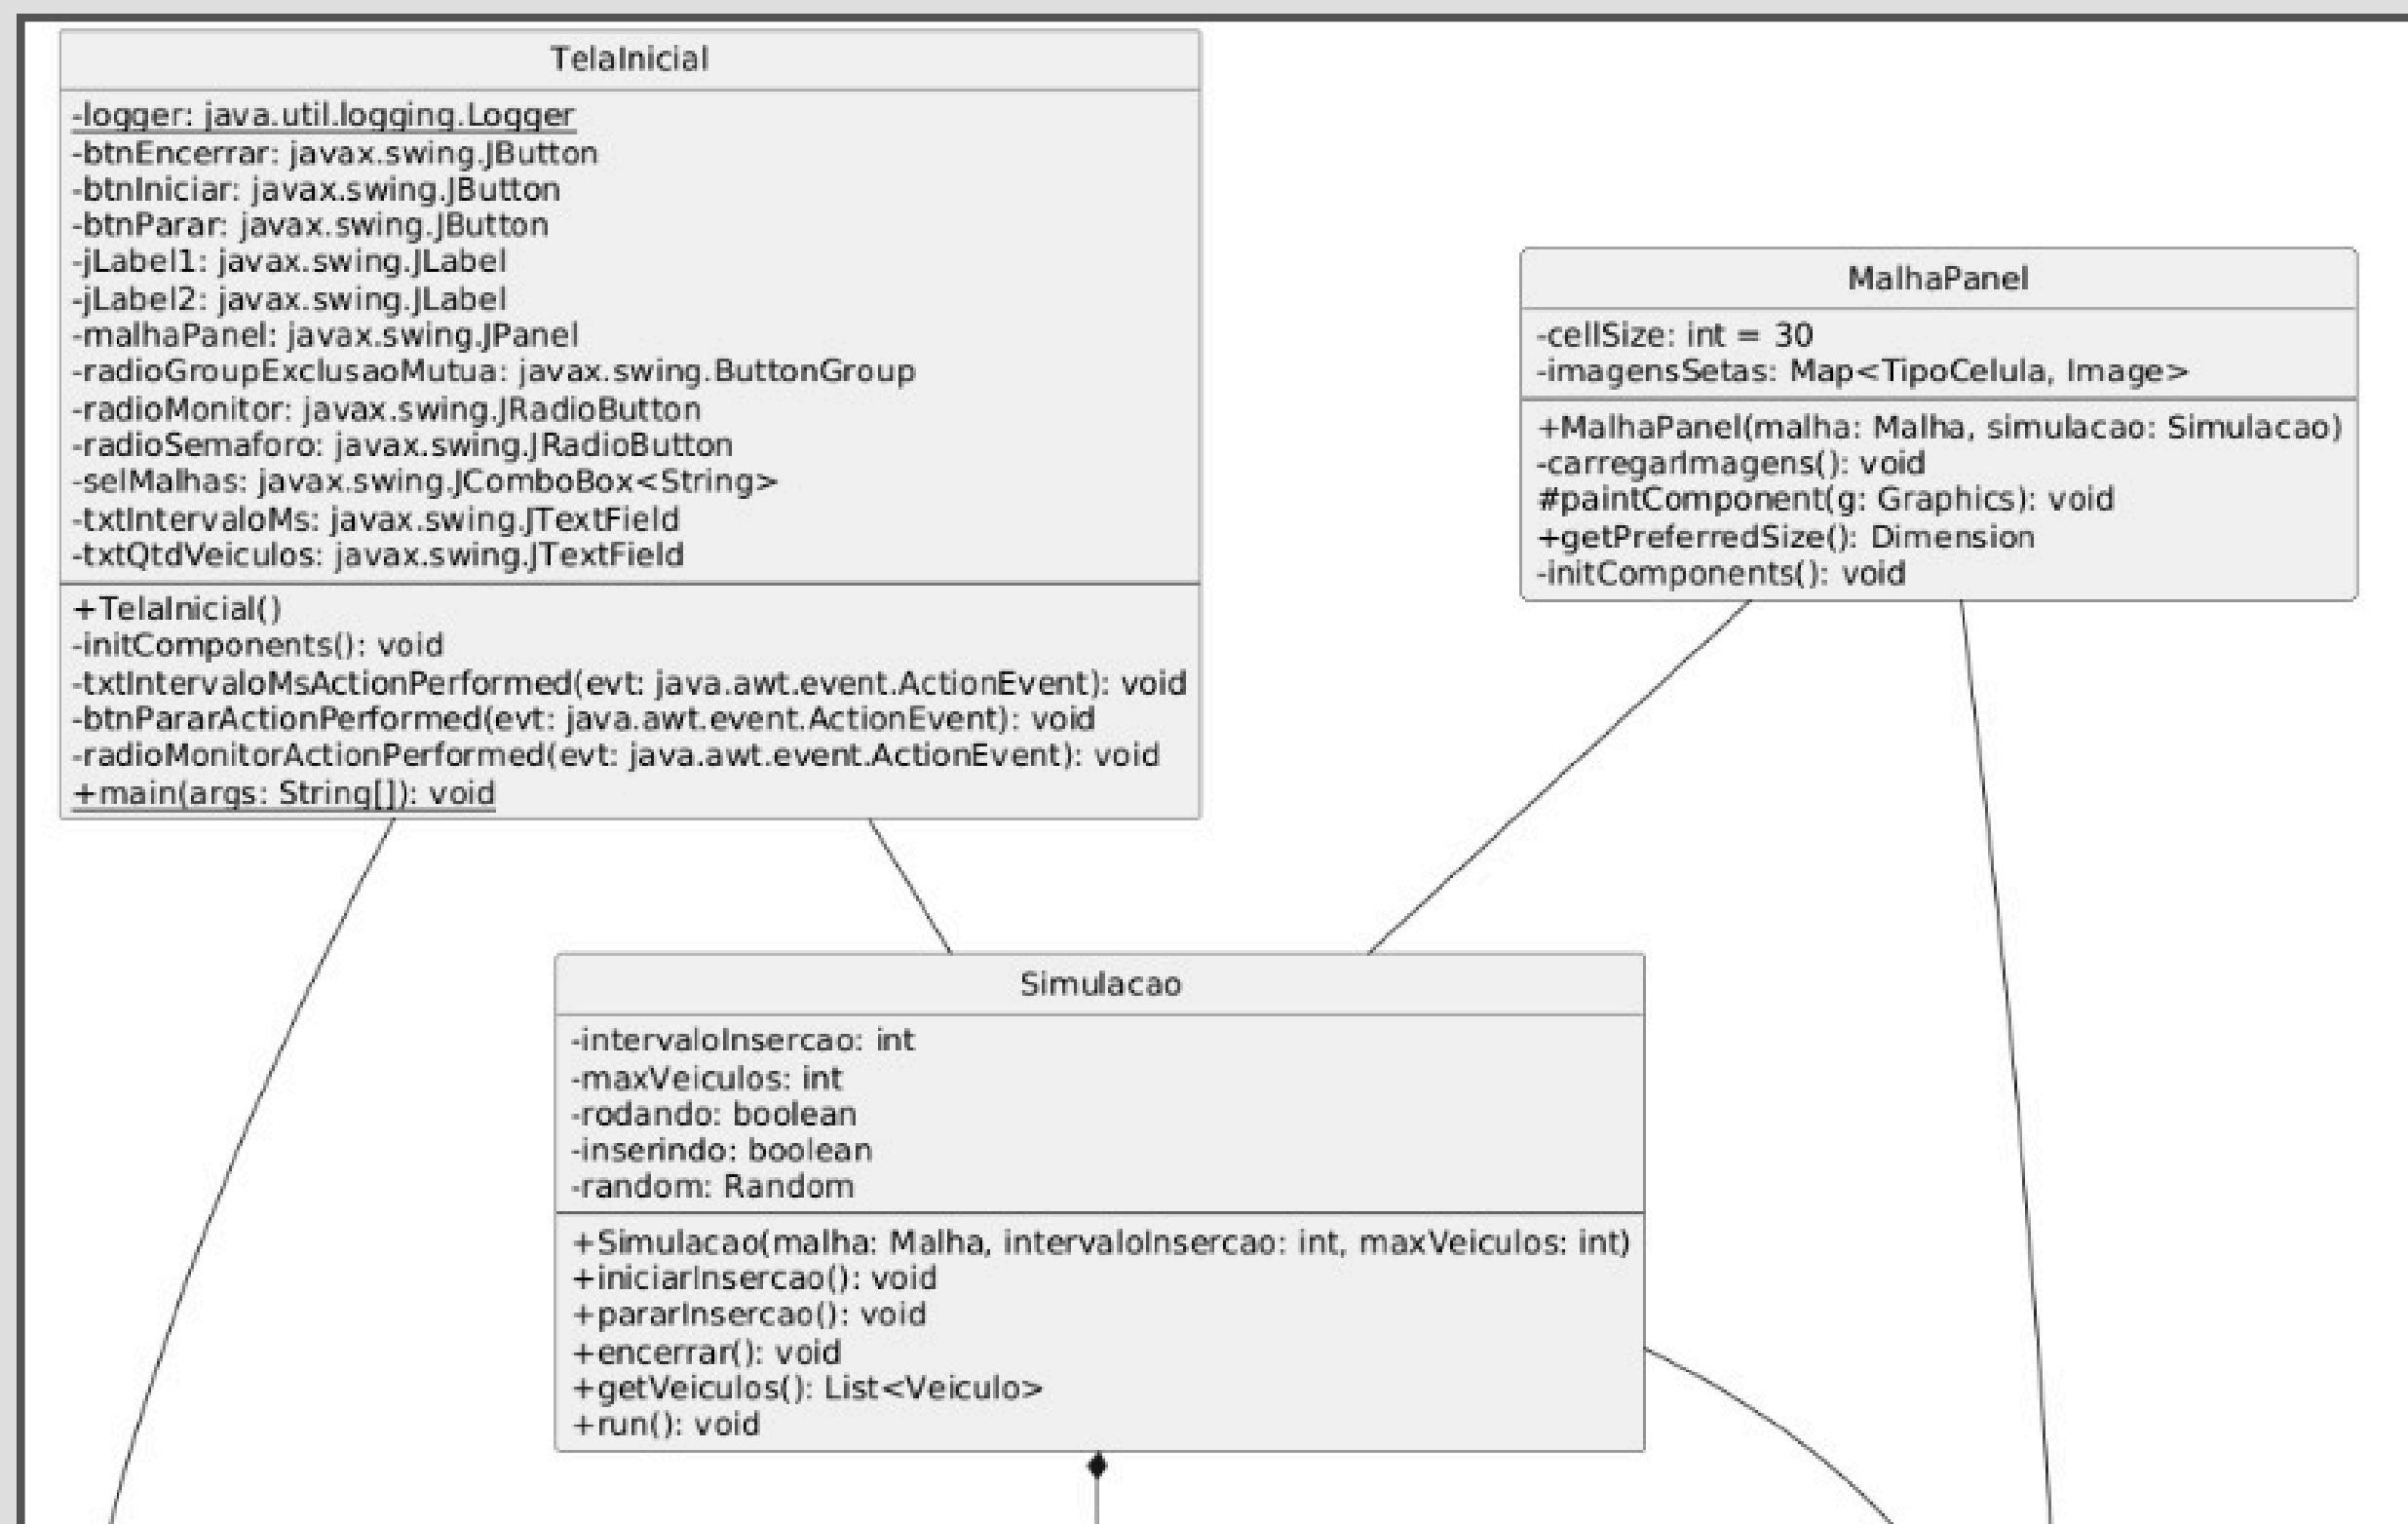 TelaInicial
-logger: java.util.logging.Logger
-btnEncerrar: javax.swing.JButton
-btnIniciar: javax.swing.JButton
-btnParar: javax.swing.JButton
-jLabel1: javax.swing.JLabel
-jLabel2: javax.swing.JLabel
-malhaPanel: javax.swing.JPanel
-radioGroupExclusaoMutua: javax.swing.ButtonGroup
-radioMonitor: javax.swing.JRadioButton
-radioSemaforo: javax.swing.JRadioButton
-selMalhas: javax.swing.JComboBox<String>
-txtIntervaloMs: javax.swing.JTextField
-txtQtdVeiculos: javax.swing.JTextField
+TelaInicial()
-initComponents(): void
-txtIntervaloMsActionPerformed(evt: java.awt.event.ActionEvent): void
-btnPararActionPerformed(evt: java.awt.event.ActionEvent): void
-radioMonitorActionPerformed(evt: java.awt.event.ActionEvent): void
+main(args: String[]): void
MalhaPanel
-cellSize: int = 30
-imagensSetas: Map<TipoCelula, Image>
+MalhaPanel(malha: Malha, simulacao: Simulacao)
-carregarImagens(): void
#paintComponent(g: Graphics): void
+getPreferredSize(): Dimension
-initComponents(): void
Simulacao
-intervaloInsercao: int
-maxVeiculos: int
-rodando: boolean
-inserindo: boolean
-random: Random
+Simulacao(malha: Malha, intervaloInsercao: int, maxVeiculos: int)
+iniciarInsercao(): void
+pararInsercao(): void
+encerrar(): void
+getVeiculos(): List<Veiculo>
+run(): void